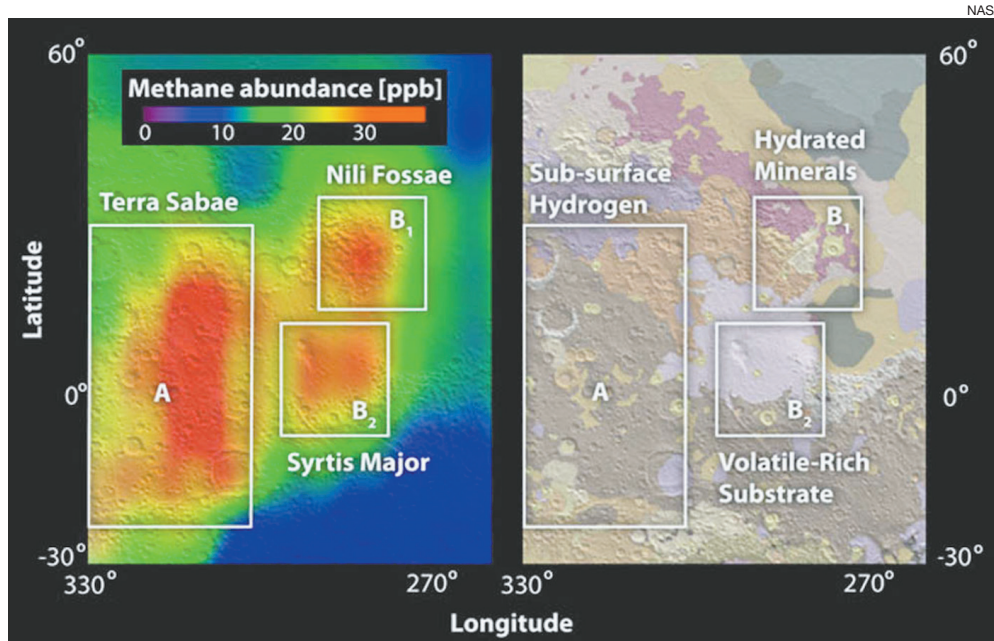 NAS
60°
60°
Methane abundance [ppb]
0
10
20
30
Nili Fossae
Hydrated
Minerals
Terra Sabae
Sub-surface
Hydrogen
B1
B1
Latitude
0°
A
B2
A
B2
0°
Syrtis Major
Volatile-Rich
Substrate
-30°
-30°
330°
270°
330°
270°
Longitude